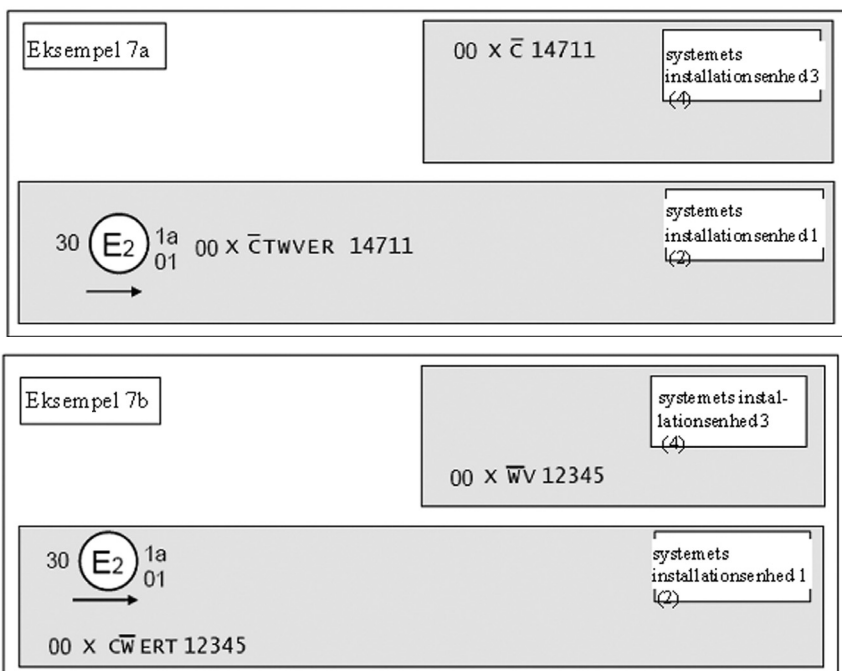 Eksempel 7a
00 X C̅ 14711
systemets
installationsenhed 3
(4)
30 E2 1a
01
00 X C̅TWVER 14711
systemets
installationsenhed 1
(2)
Eksempel 7b
systemets instal-
lationsenhed 3
(4)
00 X W̅V 12345
30 E2 1a
01
systemets
installationsenhed 1
(2)
00 X CW̅ERT 12345